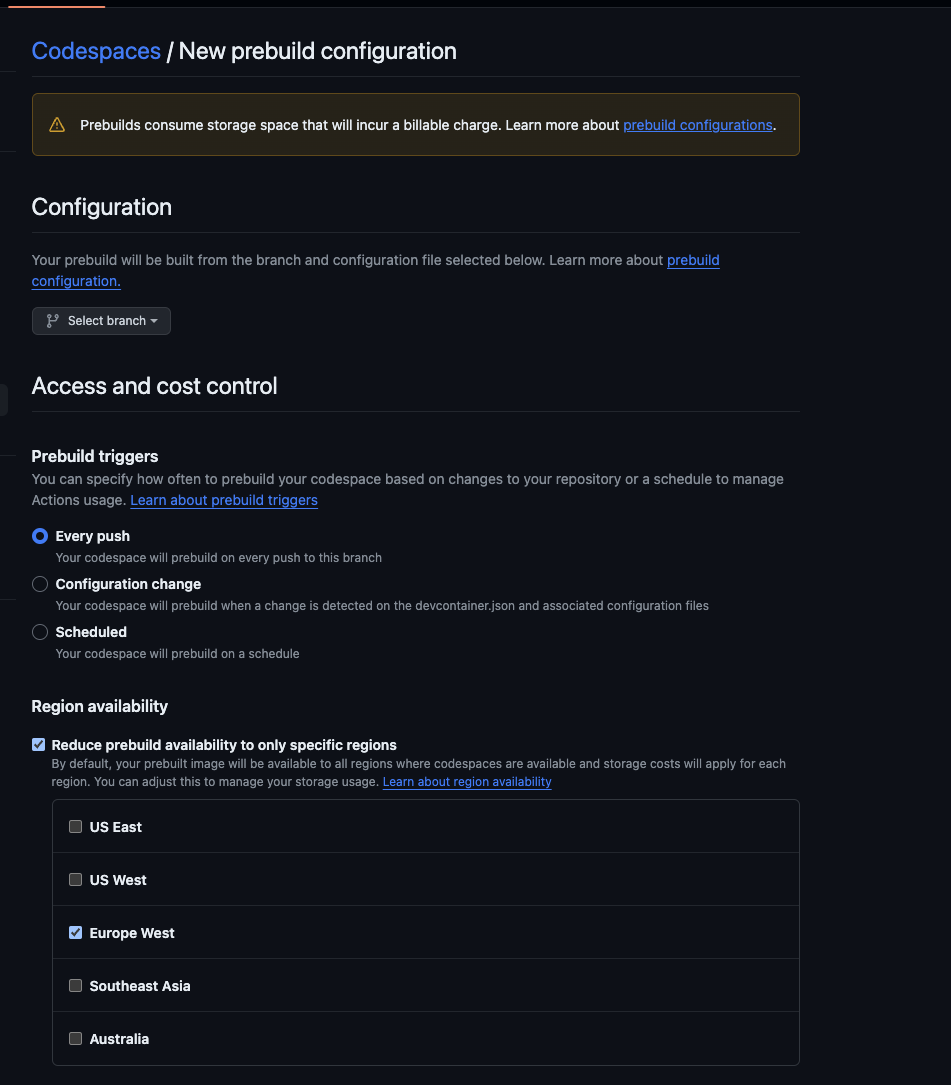 Codespaces / New prebuild configuration
Prebuilds consume storage space that will incur a billable charge. Learn more about prebuild configurations.
Configuration
Your prebuild will be built from the branch and configuration file selected below. Learn more about prebuild
configuration.
Select branch
Access and cost control
Prebuild triggers
You can specify how often to prebuild your codespace based on changes to your repository or a schedule to manage
Actions usage. Learn about prebuild triggers
Every push
Your codespace will prebuild on every push to this branch
Configuration change
Your codespace will prebuild when a change is detected on the devcontainer.json and associated configuration files
Scheduled
Your codespace will prebuild on a schedule
Region availability
Reduce prebuild availability to only specific regions
By default, your prebuilt image will be available to all regions where codespaces are available and storage costs will apply for each
region. You can adjust this to manage your storage usage. Learn about region availability
US East
US West
Europe West
Southeast Asia
Australia